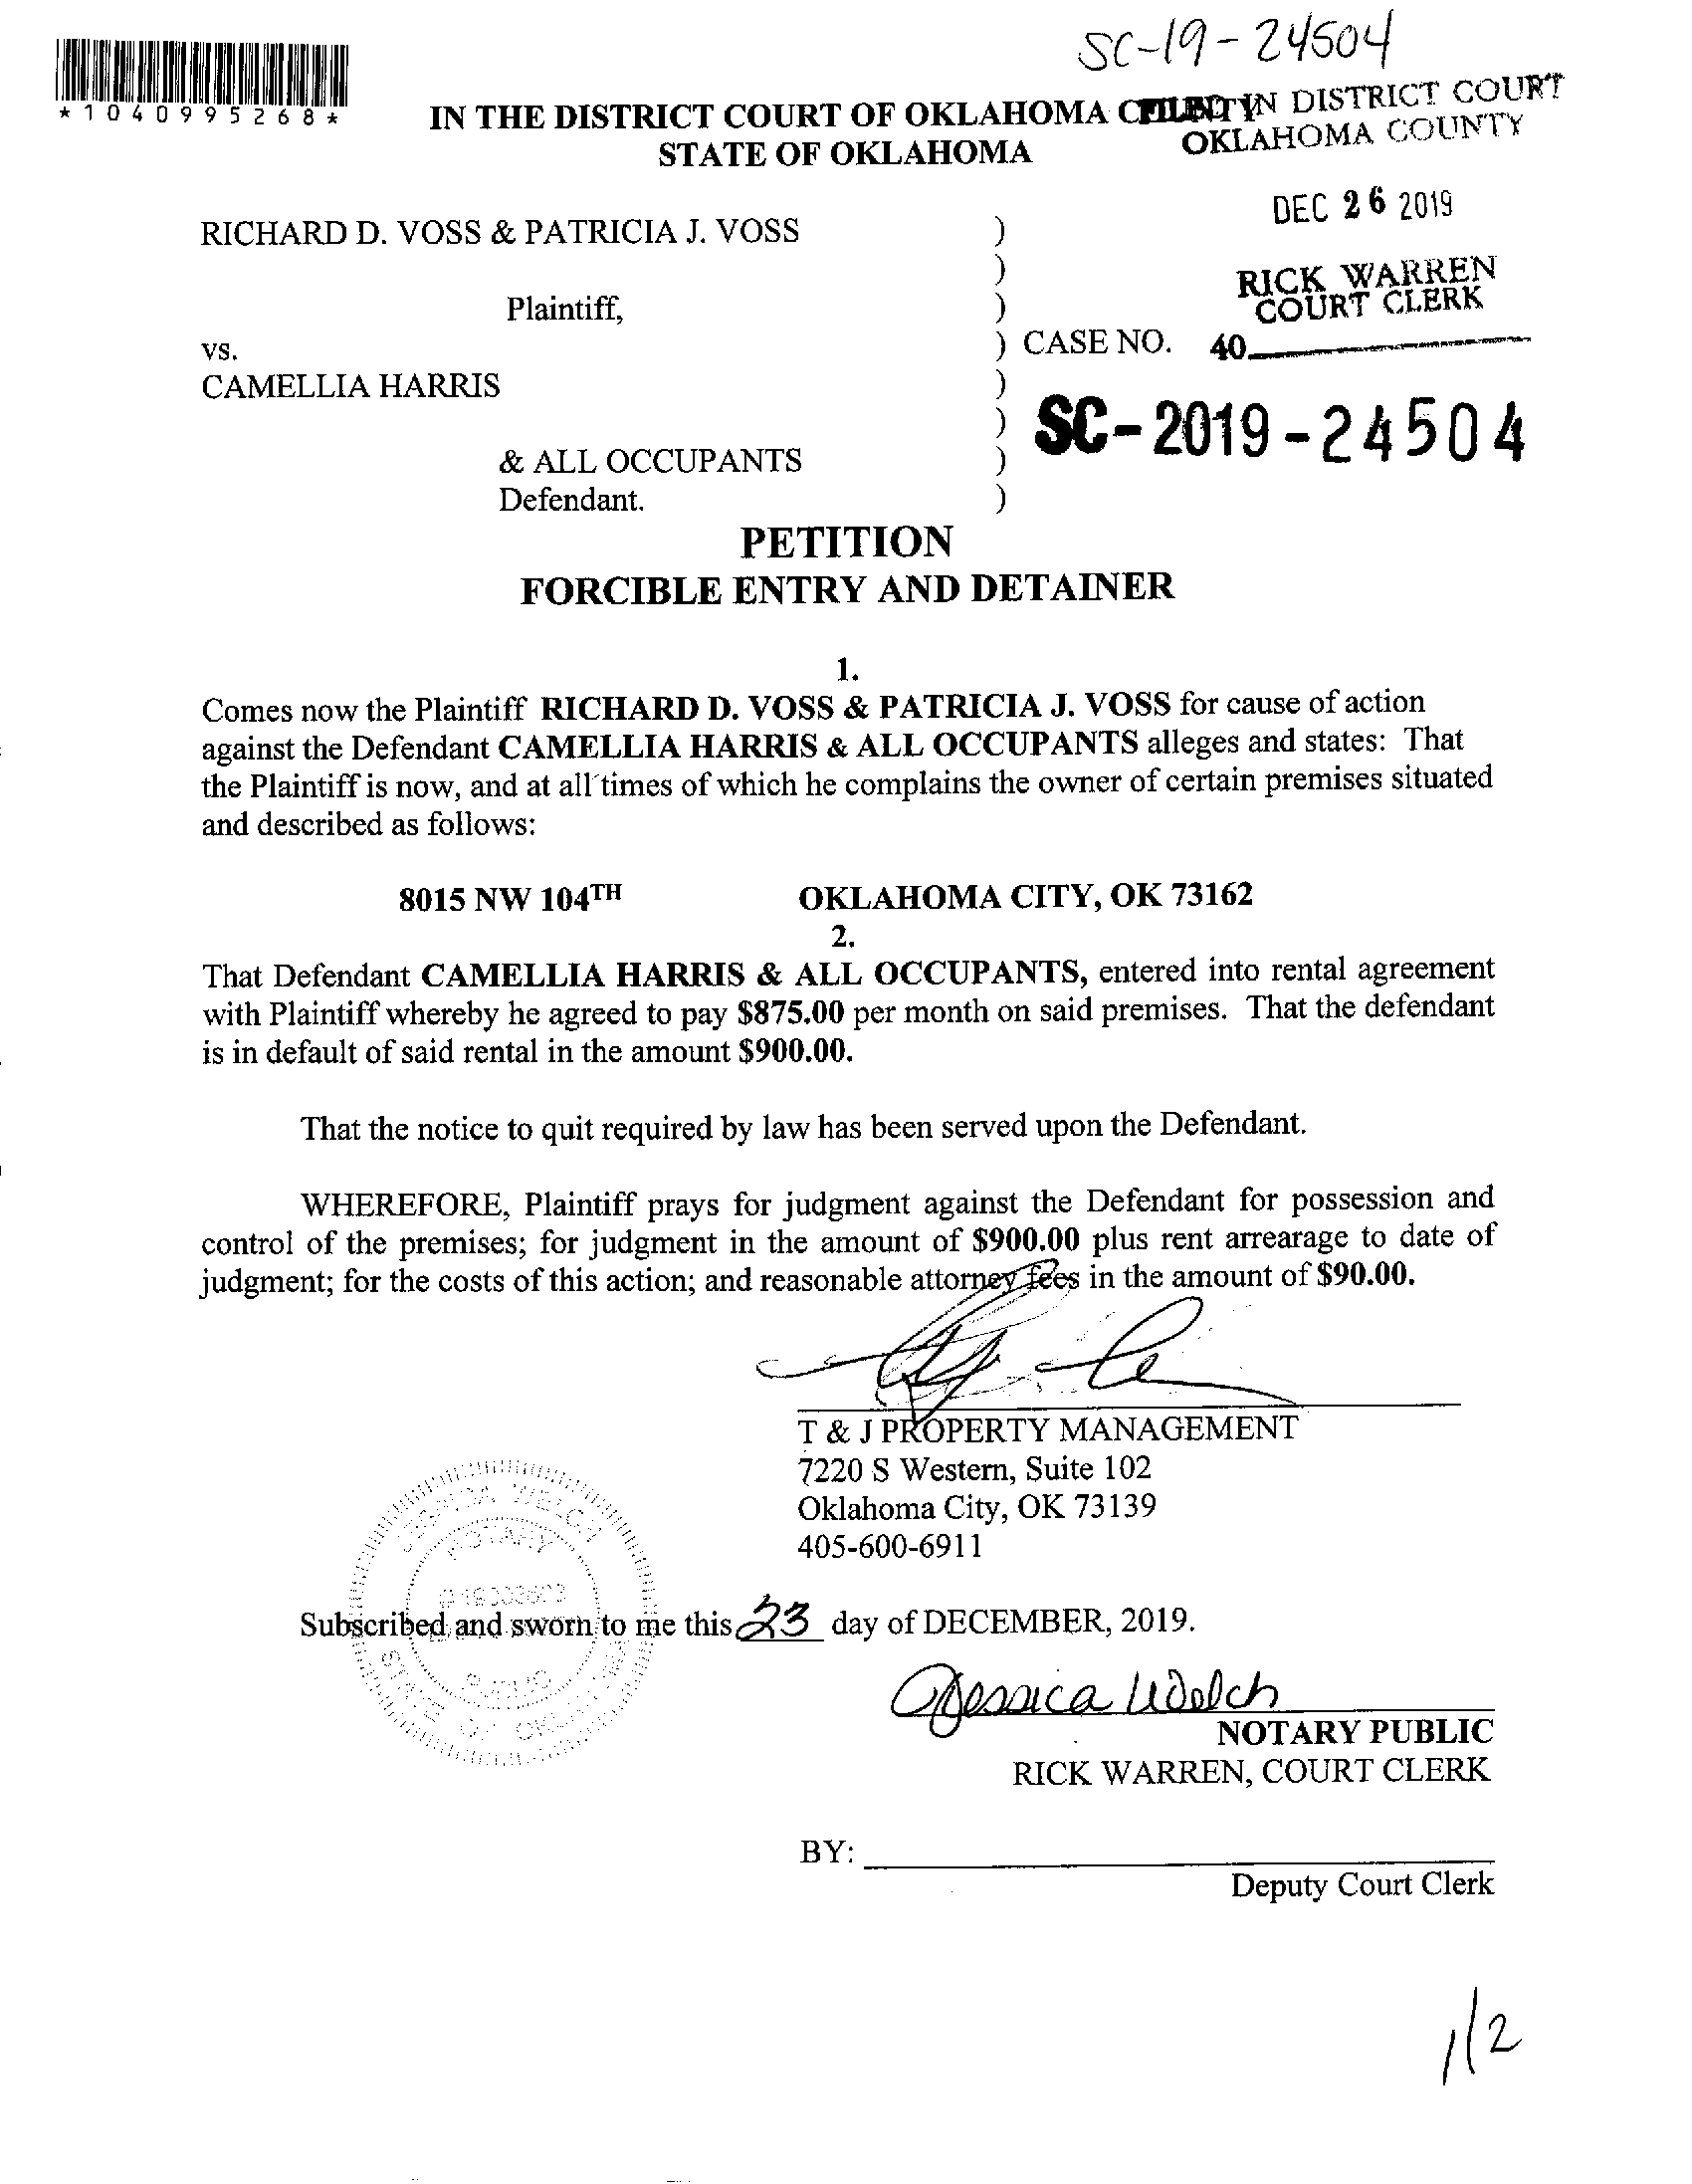 SC-19-24504
*1040995268*
IN THE DISTRICT COURT OF OKLAHOMA
FILED IN DISTRICT COURT
STATE OF OKLAHOMA
OKLAHOMA COUNTY
DEC 26 2019
RICHARD D. VOSS & PATRICIA J. VOSS )
)
RICK WARREN
COURT CLERK
Plaintiff, )
vs. ) CASE NO. 40
CAMELLIA HARRIS )
) SC-2019-24504
& ALL OCCUPANTS )
Defendant. )
PETITION
FORCIBLE ENTRY AND DETAINER
1.
Comes now the Plaintiff RICHARD D. VOSS & PATRICIA J. VOSS for cause of action
against the Defendant CAMELLIA HARRIS & ALL OCCUPANTS alleges and states: That
the Plaintiff is now, and at all times of which he complains the owner of certain premises situated
and described as follows:
8015 NW 104TH OKLAHOMA CITY, OK 73162
2.
That Defendant CAMELLIA HARRIS & ALL OCCUPANTS, entered into rental agreement
with Plaintiff whereby he agreed to pay $875.00 per month on said premises. That the defendant
is in default of said rental in the amount $900.00.
That the notice to quit required by law has been served upon the Defendant.
WHEREFORE, Plaintiff prays for judgment against the Defendant for possession and
control of the premises; for judgment in the amount of $900.00 plus rent arrearage to date of
judgment; for the costs of this action; and reasonable attorney fees in the amount of $90.00.
T & J PROPERTY MANAGEMENT
7220 S Western, Suite 102
Oklahoma City, OK 73139
405-600-6911
WELCH
NOTARY
Subscribed and sworn to me this 23 day of DECEMBER, 2019.
PUBLIC
STATE OF
Jessica Welch
NOTARY PUBLIC
RICK WARREN, COURT CLERK
BY:
Deputy Court Clerk
1/2